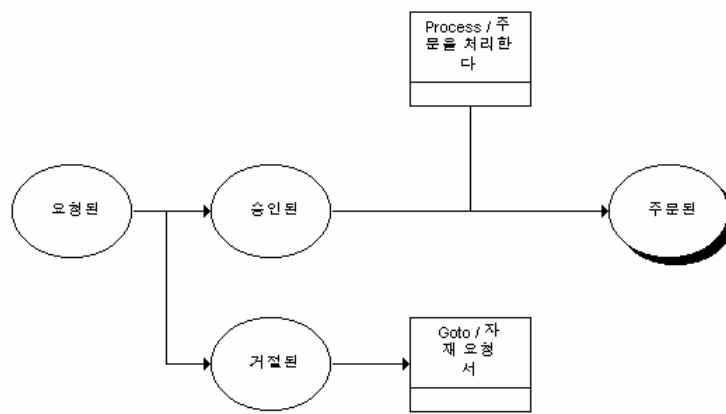 Process / 주
문을 처리한
다
요청된
승인된
주문된
거절된
Goto / 자
재 요청
서